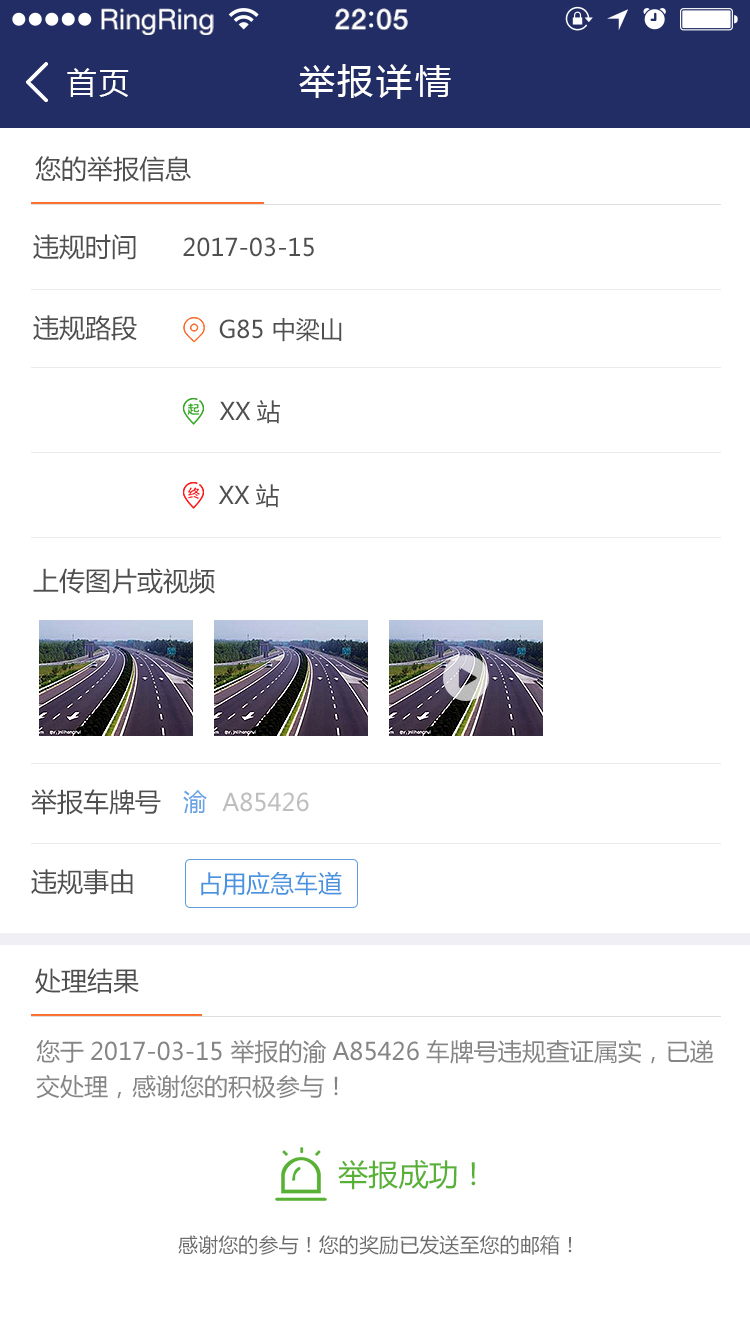 RingRing 22:05
首页 举报详情
您的举报信息
违规时间 2017-03-15
违规路段 G85 中梁山
起 XX 站
终 XX 站
上传图片或视频
举报车牌号 渝 A85426
违规事由 占用应急车道
处理结果
您于 2017-03-15 举报的渝 A85426 车牌号违规查证属实，已递
交处理，感谢您的积极参与！
举报成功！
感谢您的参与！您的奖励已发送至您的邮箱！